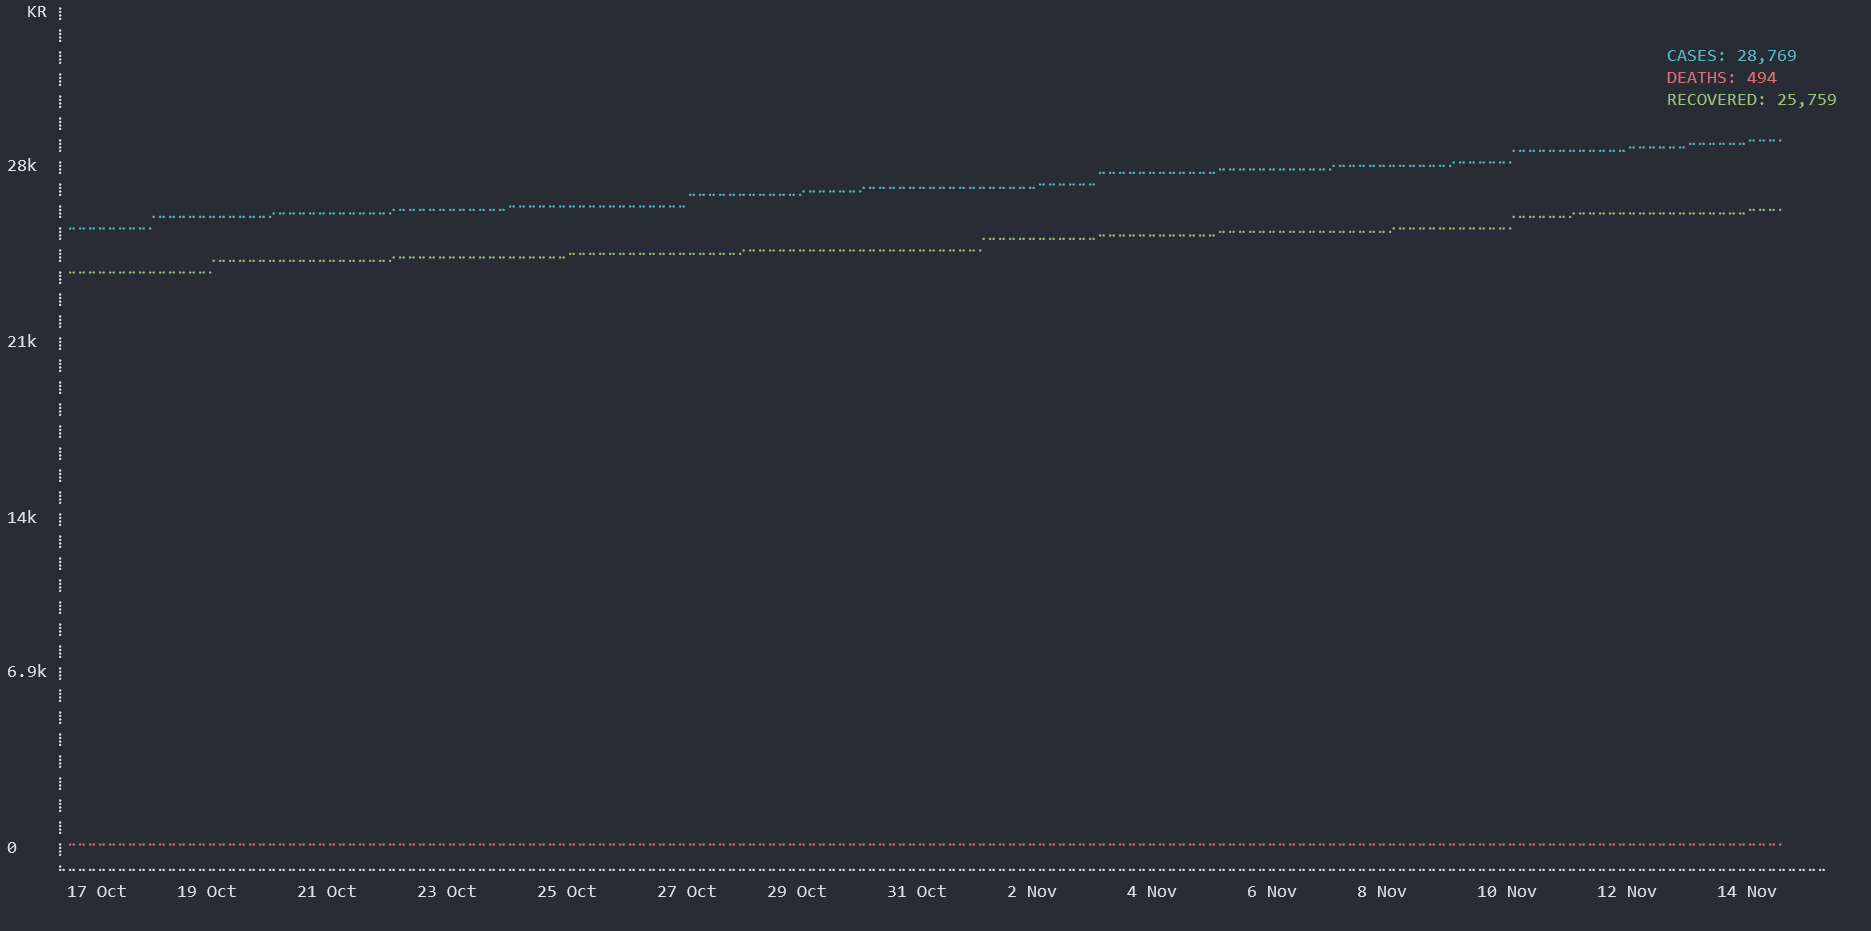 KR
CASES: 28,769
DEATHS: 494
RECOVERED: 25,759
28k
21k
14k
6.9k
0
17 Oct 19 Oct 21 Oct 23 Oct 25 Oct 27 Oct 29 Oct 31 Oct 2 Nov 4 Nov 6 Nov 8 Nov 10 Nov 12 Nov 14 Nov